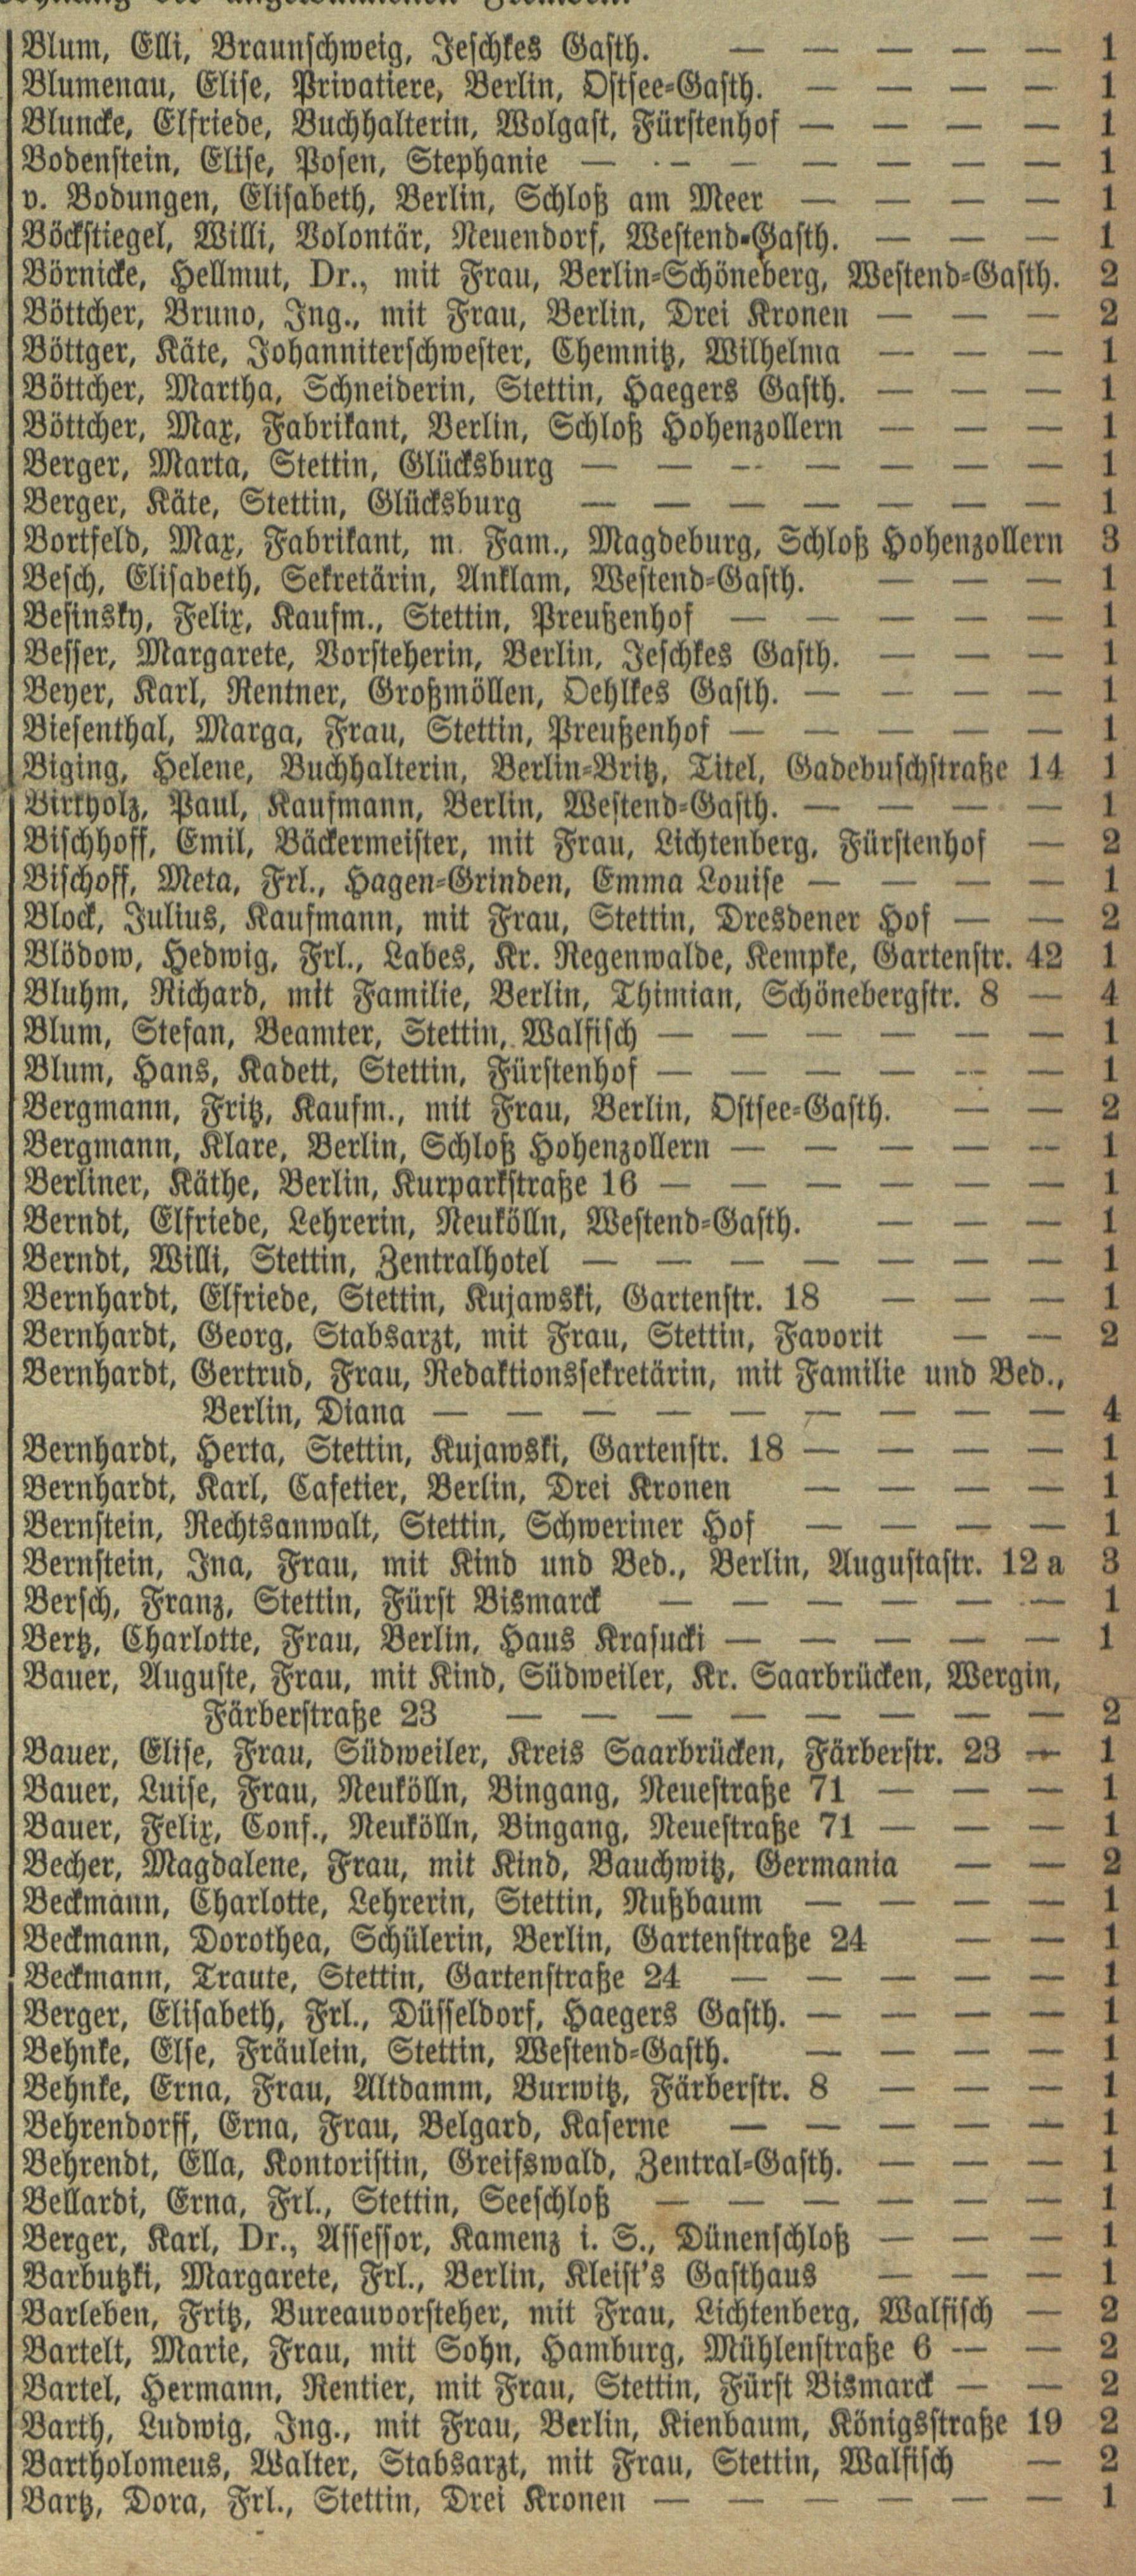 Blum, Elli, Braunschweig, Jeschkes Gasth. — — — — — 1
Blumenau, Elise, Privatiere, Berlin, Ostsee-Gasth. — — — — 1
Bluncke, Elfriede, Buchhalterin, Wolgast, Fürstenhof — — — — 1
Bodenstein, Elise, Posen, Stephanie — — — — — — — 1
v. Bodungen, Elisabeth, Berlin, Schloß am Meer — — — — 1
Böckstiegel, Willi, Volontär, Neuendorf, Westend-Gasth. — — — 1
Börnicke, Hellmut, Dr., mit Frau, Berlin-Schöneberg, Westend-Gasth. 2
Böttcher, Bruno, Ing., mit Frau, Berlin, Drei Kronen — — — 2
Böttger, Käte, Johanniterschwester, Chemnitz, Wilhelma — — — 1
Böttcher, Martha, Schneiderin, Stettin, Haegers Gasth. — — — 1
Böttcher, Max, Fabrikant, Berlin, Schloß Hohenzollern — — — 1
Berger, Marta, Stettin, Glücksburg — — — — — — — 1
Berger, Käte, Stettin, Glücksburg — — — — — — — 1
Bortfeld, Max, Fabrikant, m. Fam., Magdeburg, Schloß Hohenzollern 3
Besch, Elisabeth, Sekretärin, Anklam, Westend-Gasth. — — — 1
Besinsky, Felix, Kaufm., Stettin, Preußenhof — — — — — 1
Besser, Margarete, Vorsteherin, Berlin, Jeschkes Gasth. — — — 1
Beyer, Karl, Rentner, Großmöllen, Oehlkes Gasth. — — — — 1
Biesenthal, Marga, Frau, Stettin, Preußenhof — — — — — 1
Biging, Helene, Buchhalterin, Berlin-Britz, Titel, Gadebuschstraße 14 1
Birkholz, Paul, Kaufmann, Berlin, Westend-Gasth. — — — — 1
Bischhoff, Emil, Bäckermeister, mit Frau, Lichtenberg, Fürstenhof — 2
Bischoff, Meta, Frl., Hagen-Grinden, Emma Louise — — — — 1
Block, Julius, Kaufmann, mit Frau, Stettin, Dresdener Hof — — 2
Blödow, Hedwig, Frl., Labes, Kr. Regenwalde, Kempke, Gartenstr. 42 1
Bluhm, Richard, mit Familie, Berlin, Thimian, Schönebergstr. 8 — 4
Blum, Stefan, Beamter, Stettin, Walfisch — — — — — — 1
Blum, Hans, Kadett, Stettin, Fürstenhof — — — — — — 1
Bergmann, Fritz, Kaufm., mit Frau, Berlin, Ostsee-Gasth. — — 2
Bergmann, Klare, Berlin, Schloß Hohenzollern — — — — — 1
Berliner, Käthe, Berlin, Kurparkstraße 16 — — — — — — 1
Berndt, Elfriede, Lehrerin, Neukölln, Westend-Gasth. — — — 1
Berndt, Willi, Stettin, Zentralhotel — — — — — — — 1
Bernhardt, Elfriede, Stettin, Kujawski, Gartenstr. 18 — — — 1
Bernhardt, Georg, Stabsarzt, mit Frau, Stettin, Favorit — — 2
Bernhardt, Gertrud, Frau, Redaktionssekretärin, mit Familie und Bed.,
Berlin, Diana — — — — — — — — — 4
Bernhardt, Herta, Stettin, Kujawski, Gartenstr. 18 — — — — 1
Bernhardt, Karl, Cafetier, Berlin, Drei Kronen — — — — 1
Bernstein, Rechtsanwalt, Stettin, Schweriner Hof — — — — 1
Bernstein, Ina, Frau, mit Kind und Bed., Berlin, Augustastr. 12 a 3
Bersch, Franz, Stettin, Fürst Bismarck — — — — — — 1
Bertz, Charlotte, Frau, Berlin, Haus Krasucki — — — — — 1
Bauer, Auguste, Frau, mit Kind, Südweiler, Kr. Saarbrücken, Wergin,
Färberstraße 23 — — — — — — — — 2
Bauer, Elise, Frau, Südweiler, Kreis Saarbrücken, Färberstr. 23 — 1
Bauer, Luise, Frau, Neukölln, Bingang, Neuestraße 71 — — — 1
Bauer, Felix, Conf., Neukölln, Bingang, Neuestraße 71 — — — 1
Becher, Magdalene, Frau, mit Kind, Bauchwitz, Germania — — 2
Beckmann, Charlotte, Lehrerin, Stettin, Nußbaum — — — — 1
Beckmann, Dorothea, Schülerin, Berlin, Gartenstraße 24 — — 1
Beckmann, Traute, Stettin, Gartenstraße 24 — — — — — 1
Berger, Elisabeth, Frl., Düsseldorf, Haegers Gasth. — — — — 1
Behnke, Else, Fräulein, Stettin, Westend-Gasth. — — — — 1
Behnke, Erna, Frau, Altdamm, Burwitz, Färberstr. 8 — — — 1
Behrendorff, Erna, Frau, Belgard, Kaserne — — — — — 1
Behrendt, Ella, Kontoristin, Greifswald, Zentral-Gasth. — — — 1
Bellardi, Erna, Frl., Stettin, Seeschloß — — — — — — 1
Berger, Karl, Dr., Assessor, Kamenz i. S., Dünenschloß — — — 1
Barbutzki, Margarete, Frl., Berlin, Kleist's Gasthaus — — — 1
Barleben, Fritz, Bureauvorsteher, mit Frau, Lichtenberg, Walfisch — 2
Bartelt, Marie, Frau, mit Sohn, Hamburg, Mühlenstraße 6 — — 2
Bartel, Hermann, Rentier, mit Frau, Stettin, Fürst Bismarck — — 2
Barth, Ludwig, Ing., mit Frau, Berlin, Kienbaum, Königsstraße 19 2
Bartholomeus, Walter, Stabsarzt, mit Frau, Stettin, Walfisch — 2
Bartz, Dora, Frl., Stettin, Drei Kronen — — — — — — 1